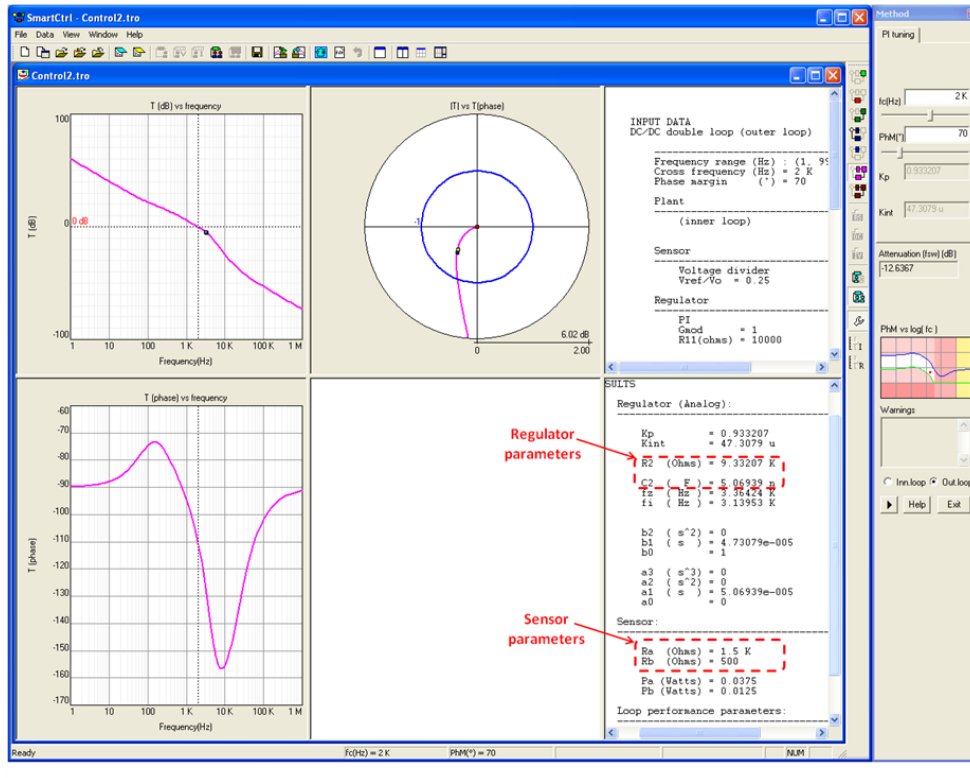 SmartCtrl - Control2.tro
File Data View Window Help
Control2.tro
T (dB) vs frequency
100
0
0 dB
-100
T (dB)
1 10 100 1 K 10 K 100 K 1 M
Frequency(Hz)
|T| vs T(phase)
-1
6.02 dB
0 2.00
INPUT DATA
DC/DC double loop (outer loop)
Frequency range (Hz) : (1, 99
Cross frequency (Hz) = 2 K
Phase margin (°) = 70
Plant
(inner loop)
Sensor
Voltage divider
Vref/Vo = 0.25
Regulator
PI
Gmod = 1
R11(ohms) = 10000
T (phase) vs frequency
-60
-70
-80
-90
-100
-110
-120
-130
-140
-150
-160
-170
T (phase)
1 10 100 1 K 10 K 100 K 1 M
Frequency(Hz)
SULTS
Regulator (Analog):
Kp = 0.933207
Kint = 47.3079 u
R2 (Ohms) = 9.33207 K
C2 ( F ) = 5.06939 n
fz ( Hz ) = 3.36424 K
fi ( Hz ) = 3.13953 K
b2 ( s^2) = 0
b1 ( s ) = 4.73079e-005
b0 = 1
a3 ( s^3) = 0
a2 ( s^2) = 0
a1 ( s ) = 5.06939e-005
a0 = 0
Sensor:
Ra (Ohms) = 1.5 K
Rb (Ohms) = 500
Pa (Watts) = 0.0375
Pb (Watts) = 0.0125
Loop performance parameters:
Regulator
parameters
Sensor
parameters
Ready
fc(Hz) = 2 K
PhM(°) = 70
NUM
Method
PI tuning
fc(Hz) 2 K
PhM(°) 70
Kp 0.933207
Kint 47.3079 u
Attenuation (fsw) (dB)
-12.6367
PhM vs log( fc )
Warnings
Inn.loop Out.loop
Help Exit